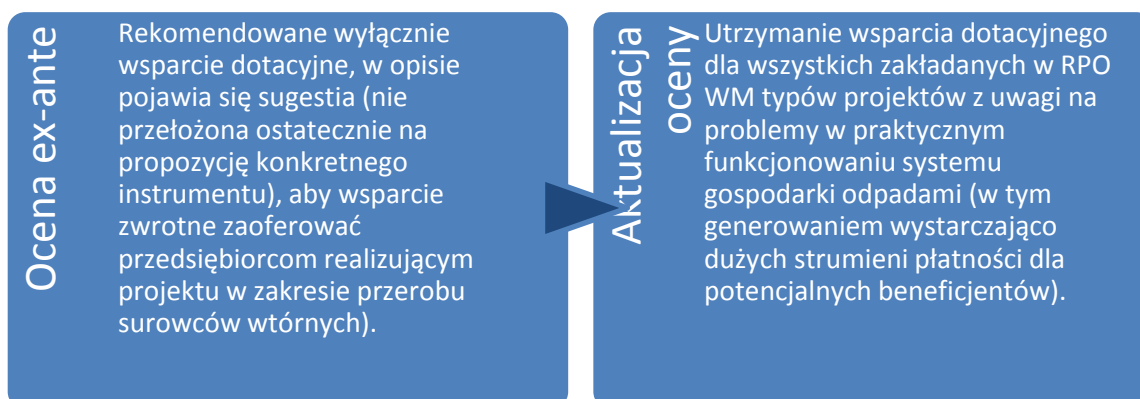 Ocena ex-ante
Rekomendowane wyłącznie
wsparcie dotacyjne, w opisie
pojawia się sugestia (nie
przełożona ostatecznie na
propozycję konkretnego
instrumentu), aby wsparcie
zwrotne zaoferować
przedsiębiorcom realizującym
projektu w zakresie przerobu
surowców wtórnych).
Aktualizacja
oceny
Utrzymanie wsparcia dotacyjnego
dla wszystkich zakładanych w RPO
WM typów projektów z uwagi na
problemy w praktycznym
funkcjonowaniu systemu
gospodarki odpadami (w tym
generowaniem wystarczająco
dużych strumieni płatności dla
potencjalnych beneficjentów).